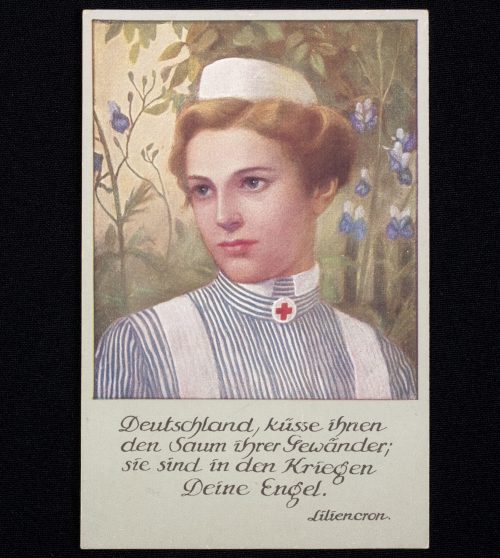 Deutschland, küsse ihnen
den Saum ihrer Gewänder;
sie sind in den Kriegen
Deine Engel.
Liliencron.